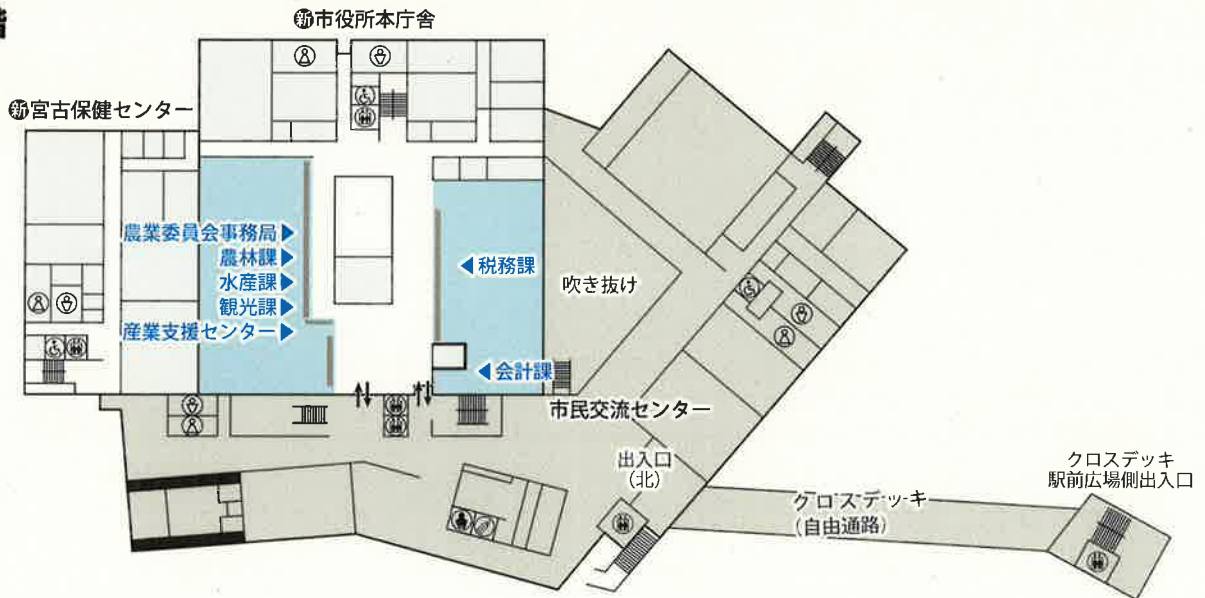 階
新市役所本庁舎
新宮古保健センター
農業委員会事務局▶
農林課▶
水産課▶
観光課▶
産業支援センター▶
◀税務課
◀会計課
吹き抜け
市民交流センター
出入口
(北)
クロスデッキ
(自由通路)
クロスデッキ
駅前広場側出入口